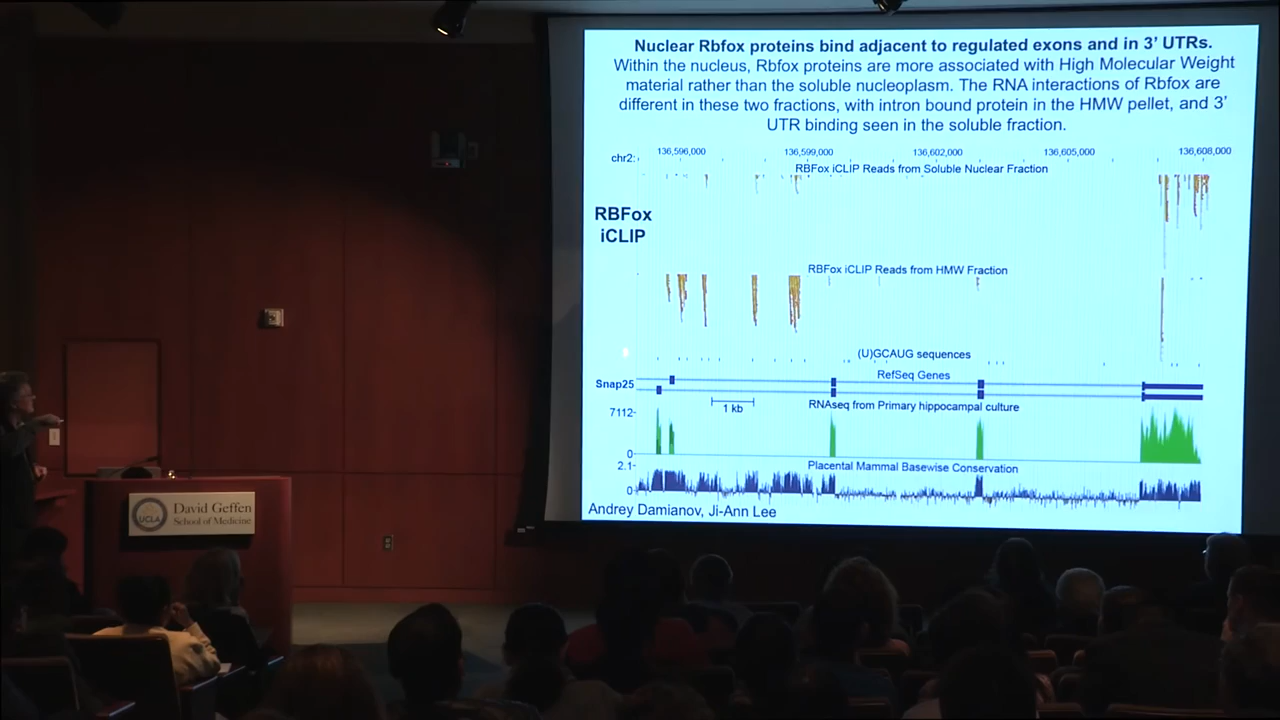 Nuclear Rbfox proteins bind adjacent to regulated exons and in 3’ UTRs.
Within the nucleus, Rbfox proteins are more associated with High Molecular Weight
material rather than the soluble nucleoplasm. The RNA interactions of Rbfox are
different in these two fractions, with intron bound protein in the HMW pellet, and 3’
UTR binding seen in the soluble fraction.
136,596,000 136,599,000 136,602,000 136,605,000 136,608,000
chr2:
RBFox iCLIP Reads from Soluble Nuclear Fraction
RBFox
iCLIP
RBFox iCLIP Reads from HMW Fraction
(U)GCAUG sequences
RefSeq Genes
Snap25
1 kb
RNAseq from Primary hippocampal culture
7112-
0-
Placental Mammal Basewise Conservation
2.1-
0-
Andrey Damianov, Ji-Ann Lee
UCLA
David Geffen
School of Medicine